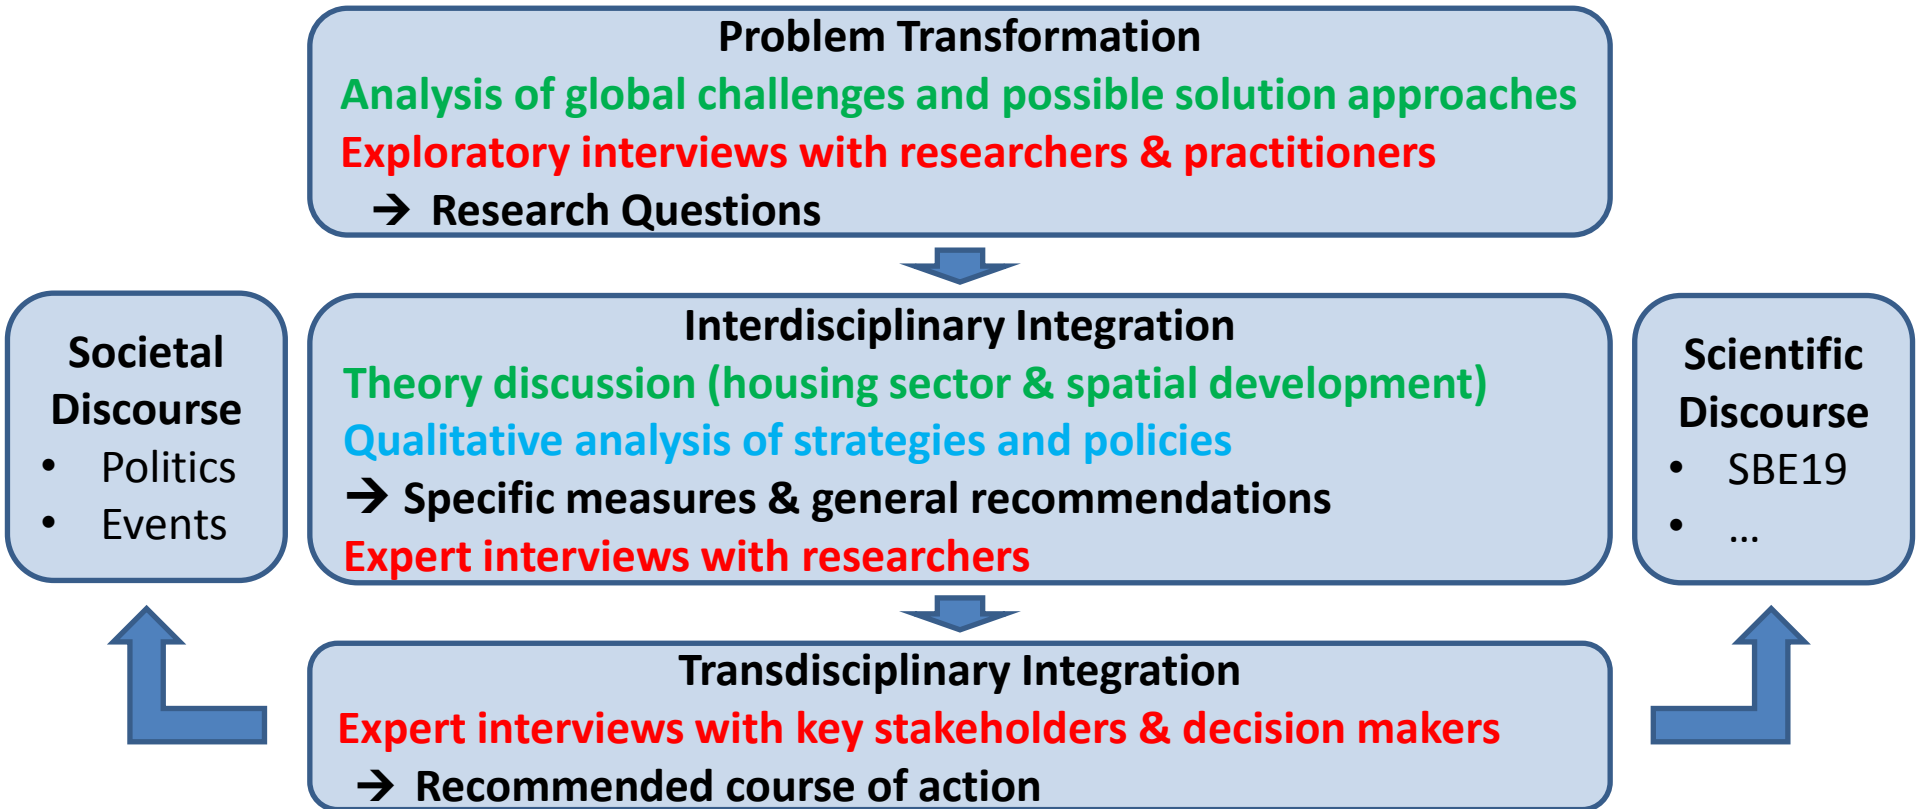 Problem Transformation
Analysis of global challenges and possible solution approaches
Exploratory interviews with researchers & practitioners
→ Research Questions
Societal
Discourse
• Politics
• Events
Interdisciplinary Integration
Theory discussion (housing sector & spatial development)
Qualitative analysis of strategies and policies
→ Specific measures & general recommendations
Expert interviews with researchers
Scientific
Discourse
• SBE19
• ...
Transdisciplinary Integration
Expert interviews with key stakeholders & decision makers
→ Recommended course of action